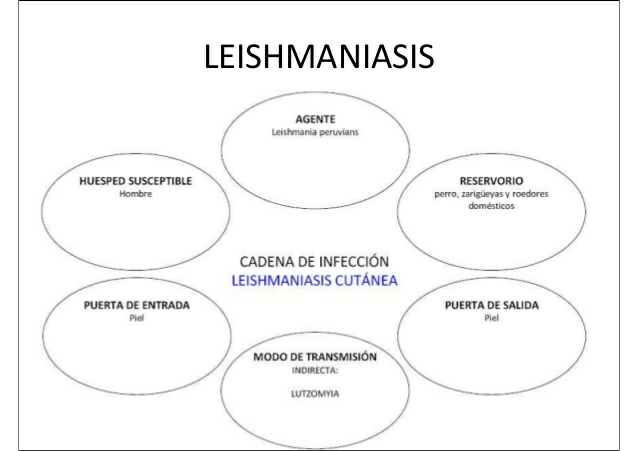 LEISHMANIASIS
AGENTE
Leishmania peruvians
HUESPED SUSCEPTIBLE
Hombre
RESERVORIO
perro, zarigüeyas y roedores
domésticos
CADENA DE INFECCIÓN
LEISHMANIASIS CUTÁNEA
PUERTA DE ENTRADA
Piel
PUERTA DE SALIDA
Piel
MODO DE TRANSMISIÓN
INDIRECTA:
LUTZOMYIA